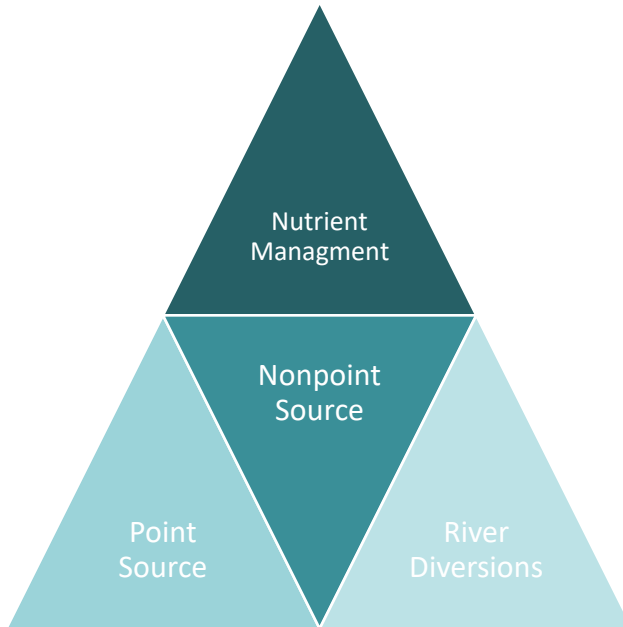 Nutrient
Managment
Nonpoint
Source
Point
Source
River
Diversions